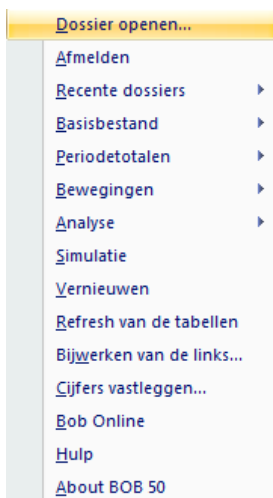 Dossier openen...
Afmelden
Recente dossiers
Basisbestand
Periodetotalen
Bewegingen
Analyse
Simulatie
Vernieuwen
Refresh van de tabellen
Bijwerken van de links...
Cijfers vastleggen...
Bob Online
Hulp
About BOB 50